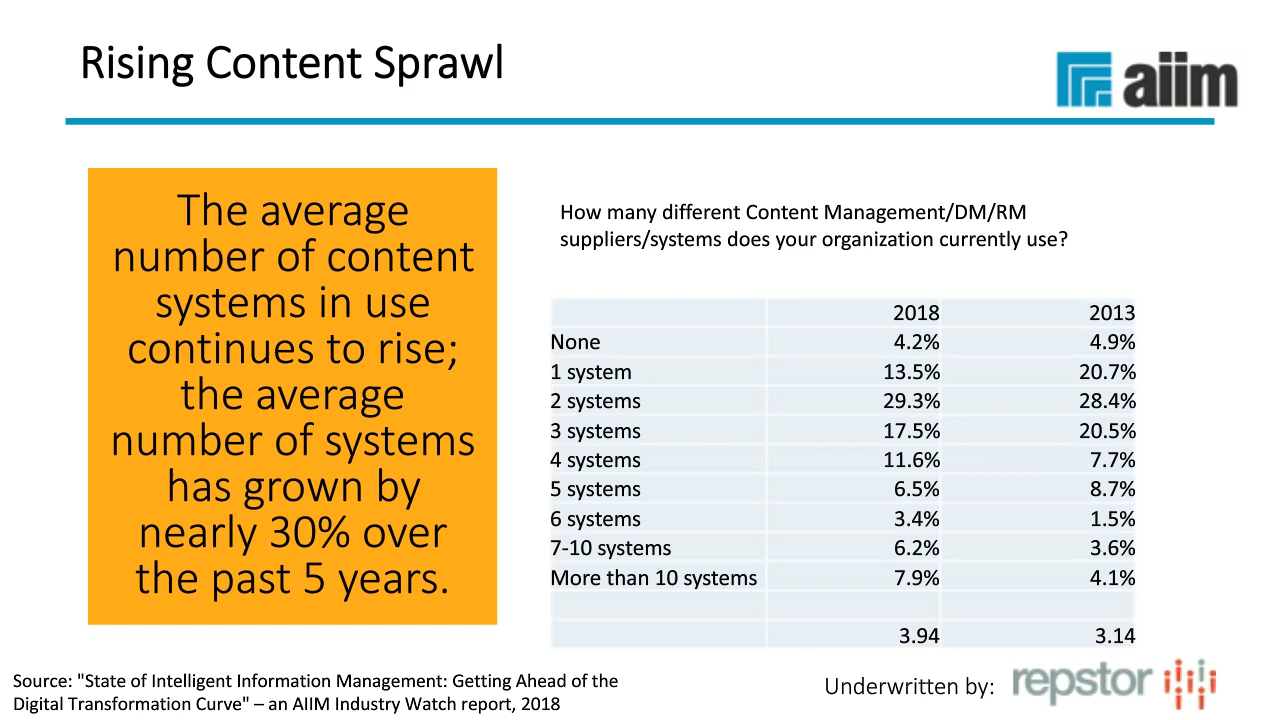 Rising Content Sprawl
aiim
The average
number of content
systems in use
continues to rise;
the average
number of systems
has grown by
nearly 30% over
the past 5 years.
How many different Content Management/DM/RM
suppliers/systems does your organization currently use?
2018 2013
None 4.2% 4.9%
1 system 13.5% 20.7%
2 systems 29.3% 28.4%
3 systems 17.5% 20.5%
4 systems 11.6% 7.7%
5 systems 6.5% 8.7%
6 systems 3.4% 1.5%
7-10 systems 6.2% 3.6%
More than 10 systems 7.9% 4.1%
3.94 3.14
Source: "State of Intelligent Information Management: Getting Ahead of the
Digital Transformation Curve" – an AIIM Industry Watch report, 2018
Underwritten by: repstor